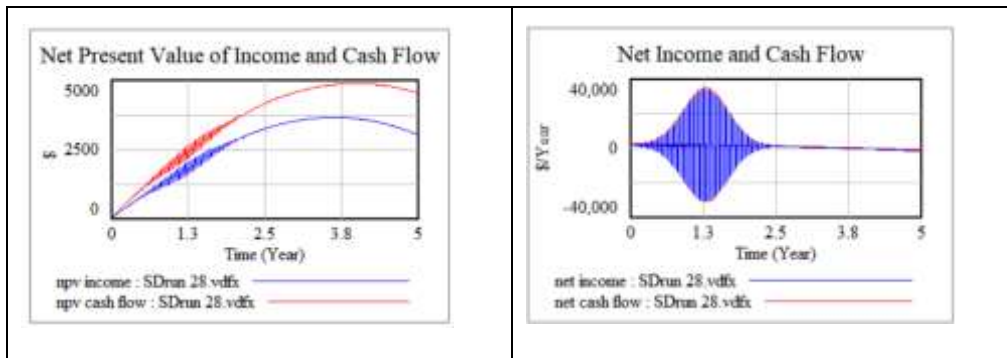 Net Present Value of Income and Cash Flow
5000
2500
0
$
0 1.3 2.5 3.8 5
Time (Year)
npv income : SDrun 28.vdfx
npv cash flow : SDrun 28.vdfx
Net Income and Cash Flow
40,000
0
-40,000
$/Year
0 1.3 2.5 3.8 5
Time (Year)
net income : SDrun 28.vdfx
net cash flow : SDrun 28.vdfx